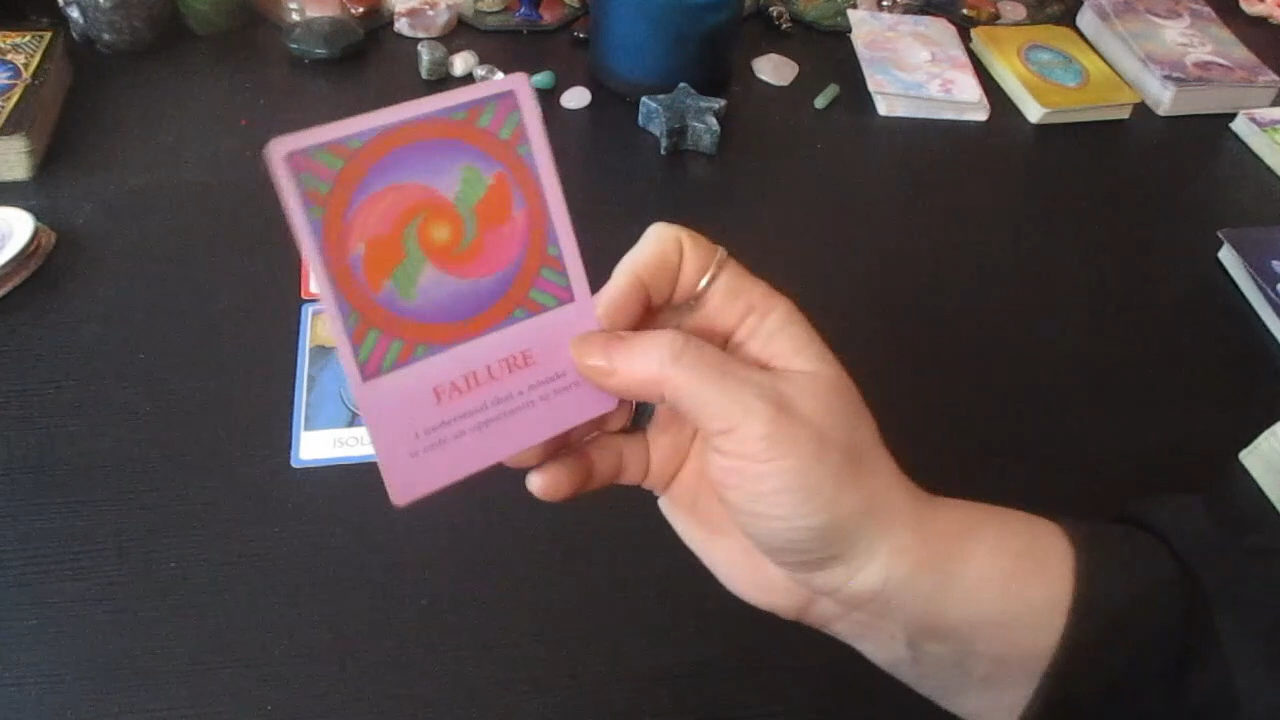 FAILURE
I understand that a mistake
is only an opportunity to learn
ISOL